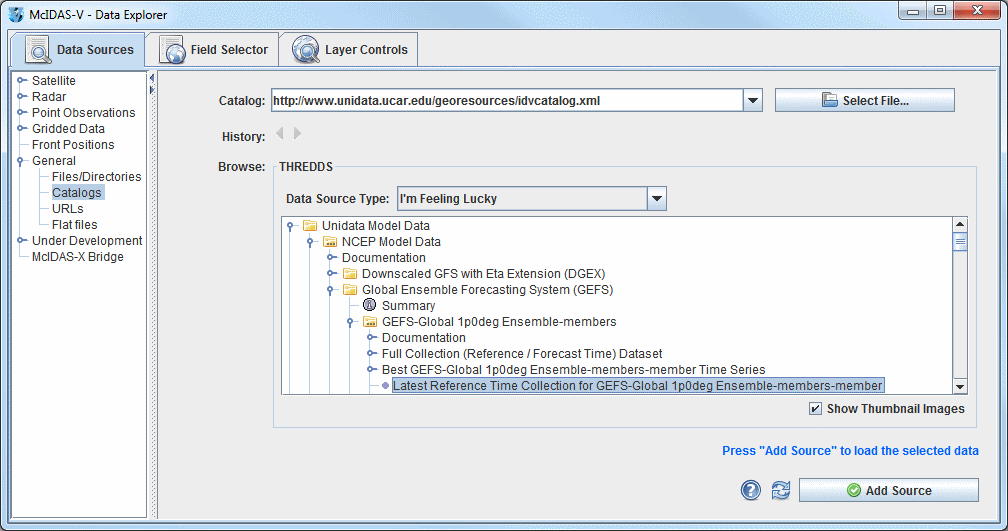 McIDAS-V - Data Explorer
Data Sources
Field Selector
Layer Controls
Satellite
Radar
Point Observations
Gridded Data
Front Positions
General
Files/Directories
Catalogs
URLs
Flat files
Under Development
McIDAS-X Bridge
Catalog: http://www.unidata.ucar.edu/georesources/idvcatalog.xml
Select File...
History:
Browse: THREDDS
Data Source Type: I'm Feeling Lucky
Unidata Model Data
NCEP Model Data
Documentation
Downscaled GFS with Eta Extension (DGEX)
Global Ensemble Forecasting System (GEFS)
Summary
GEFS-Global 1p0deg Ensemble-members
Documentation
Full Collection (Reference / Forecast Time) Dataset
Best GEFS-Global 1p0deg Ensemble-members-member Time Series
Latest Reference Time Collection for GEFS-Global 1p0deg Ensemble-members-member
Show Thumbnail Images
Press "Add Source" to load the selected data
Add Source